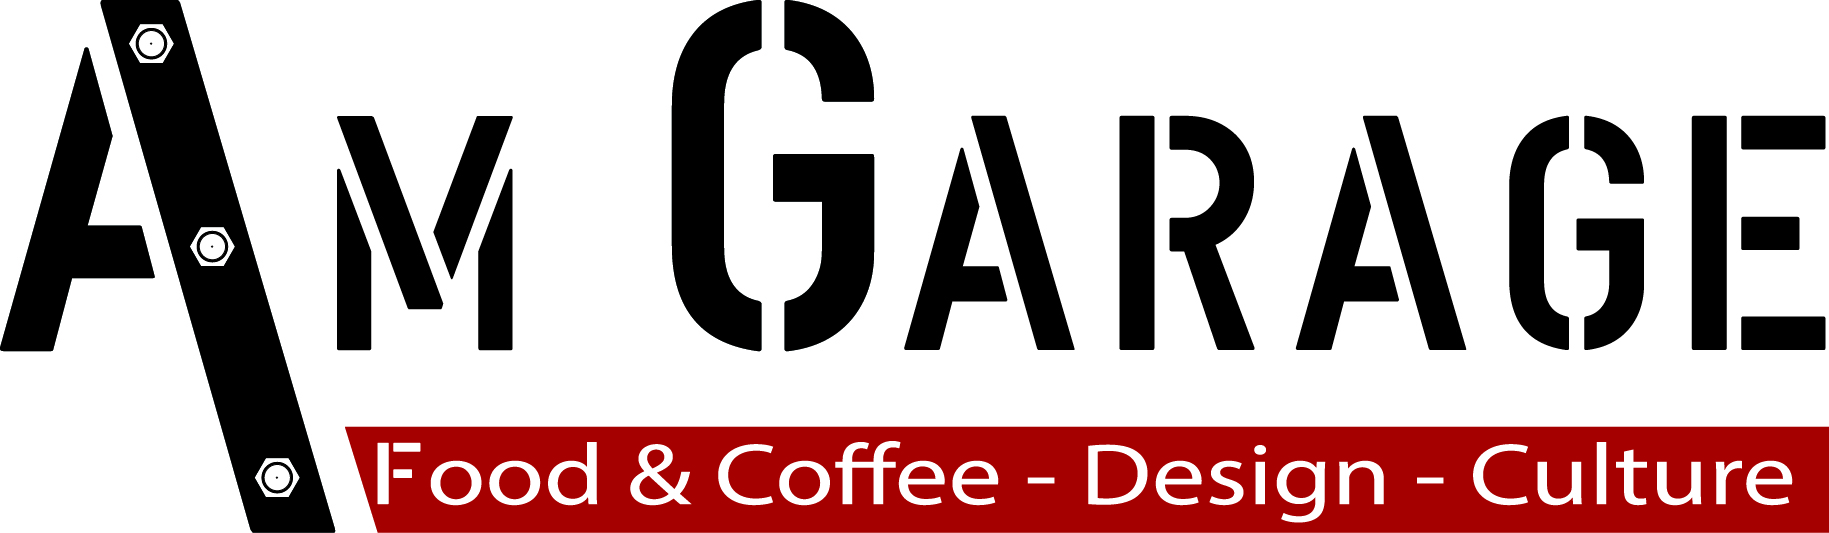 AM GARAGE
Food & Coffee - Design - Culture